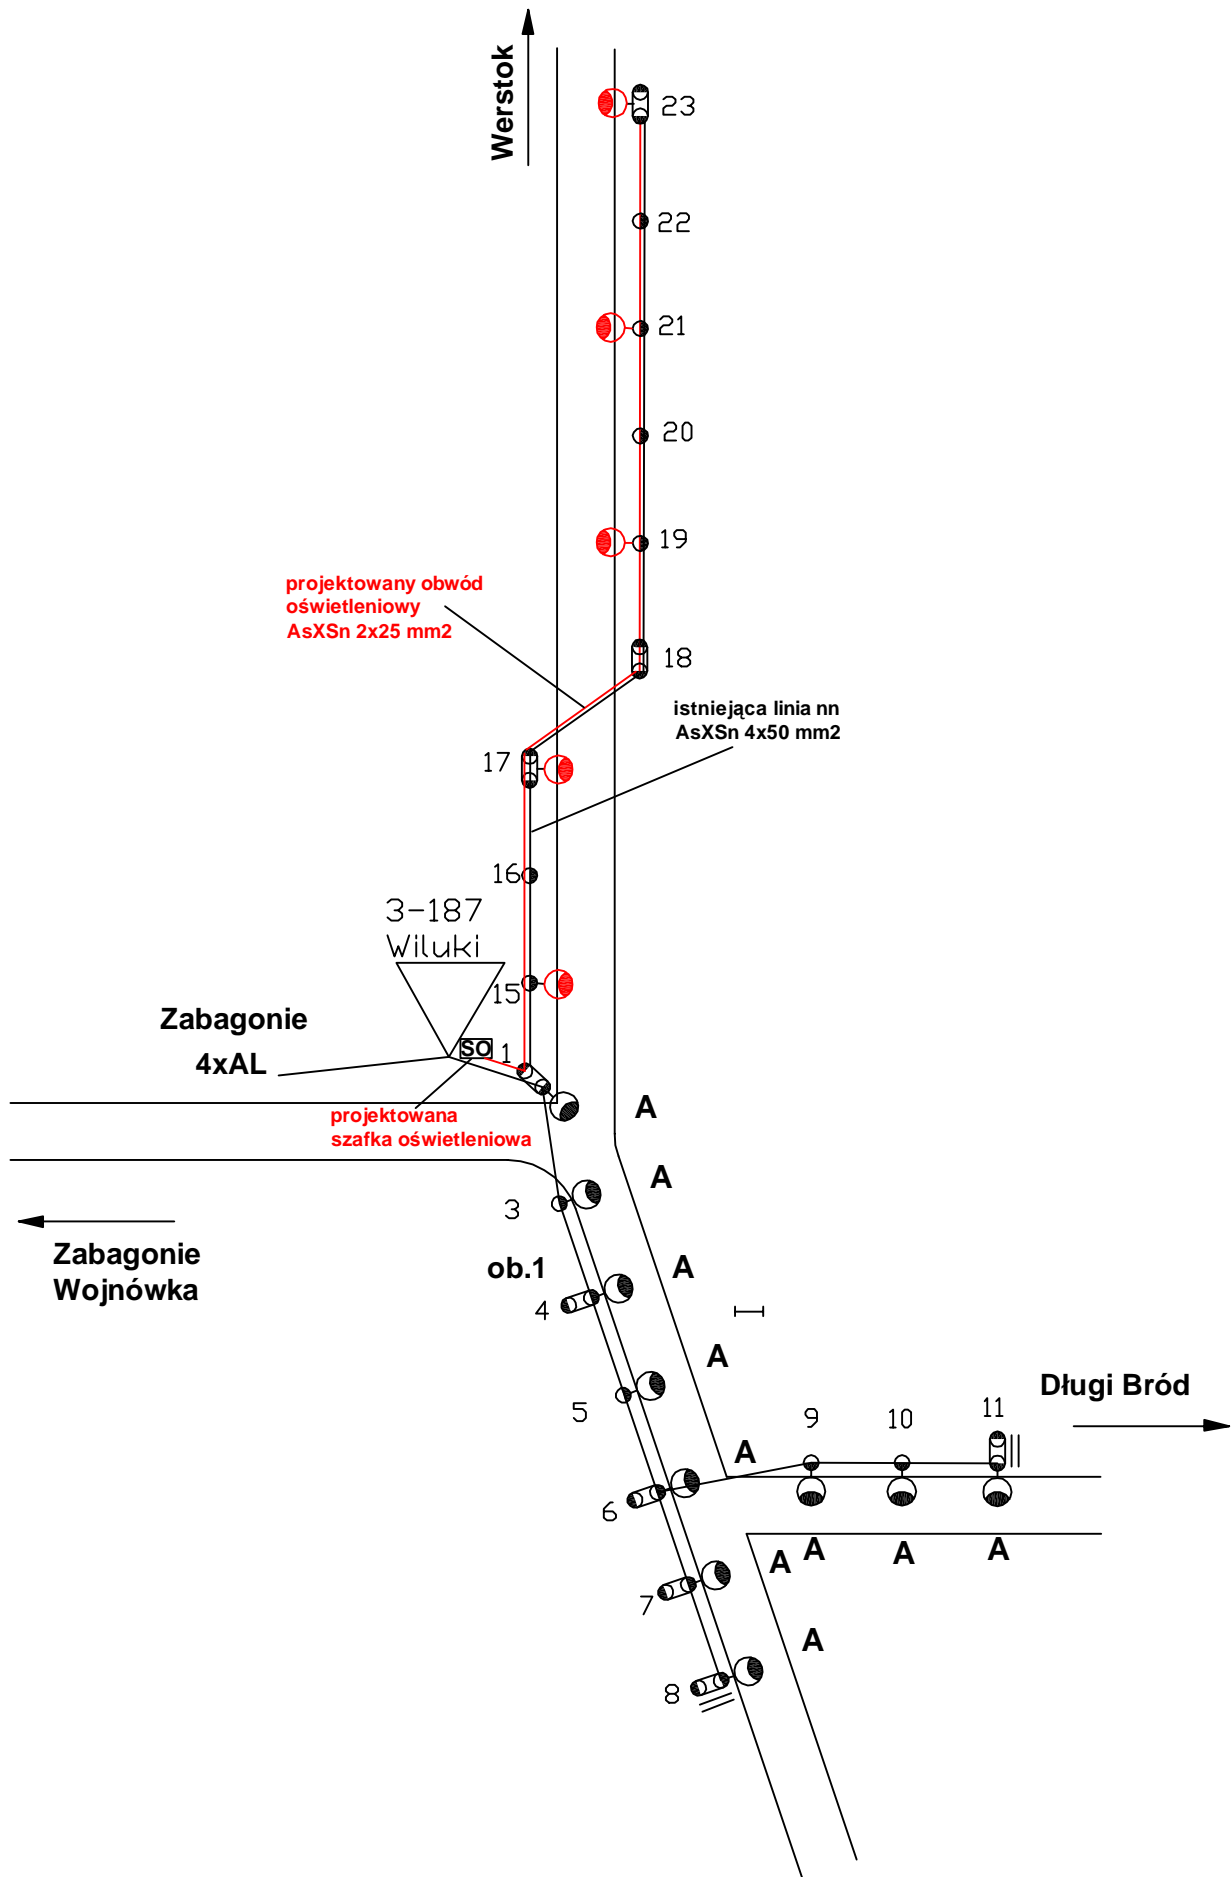 Werstok
23
22
21
20
19
projektowany obwód
oświetleniowy
AsXSn 2x25 mm2
18
istniejąca linia nn
AsXSn 4x50 mm2
17
16
3-187
Wiluki
15
Zabagonie
4xAL
SO
1
projektowana
szafka oświetleniowa
A
A
3
Zabagonie
Wojnówka
ob.1
A
4
A
Długi Bród
5
9
10
11
A
6
A
A
A
A
7
A
8